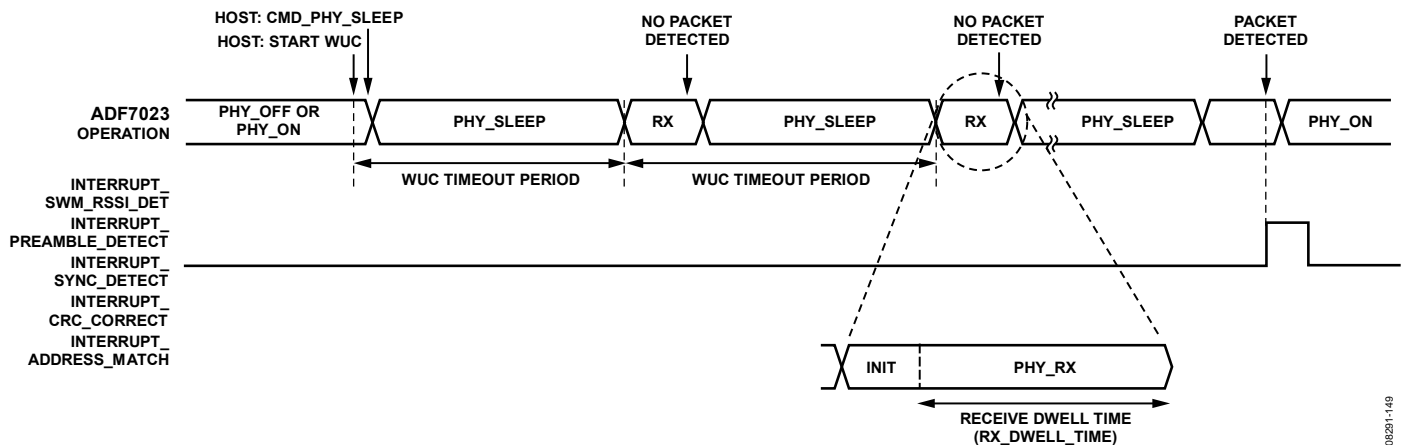 HOST: CMD_PHY_SLEEP
HOST: START WUC
NO PACKET
DETECTED
NO PACKET
DETECTED
PACKET
DETECTED
ADF7023
OPERATION
PHY_OFF OR
PHY_ON
PHY_SLEEP
RX
PHY_SLEEP
RX
PHY_SLEEP
PHY_ON
WUC TIMEOUT PERIOD
WUC TIMEOUT PERIOD
INTERRUPT_
SWM_RSSI_DET
INTERRUPT_
PREAMBLE_DETECT
INTERRUPT_
SYNC_DETECT
INTERRUPT_
CRC_CORRECT
INTERRUPT_
ADDRESS_MATCH
INIT
PHY_RX
RECEIVE DWELL TIME
(RX_DWELL_TIME)
08291-149